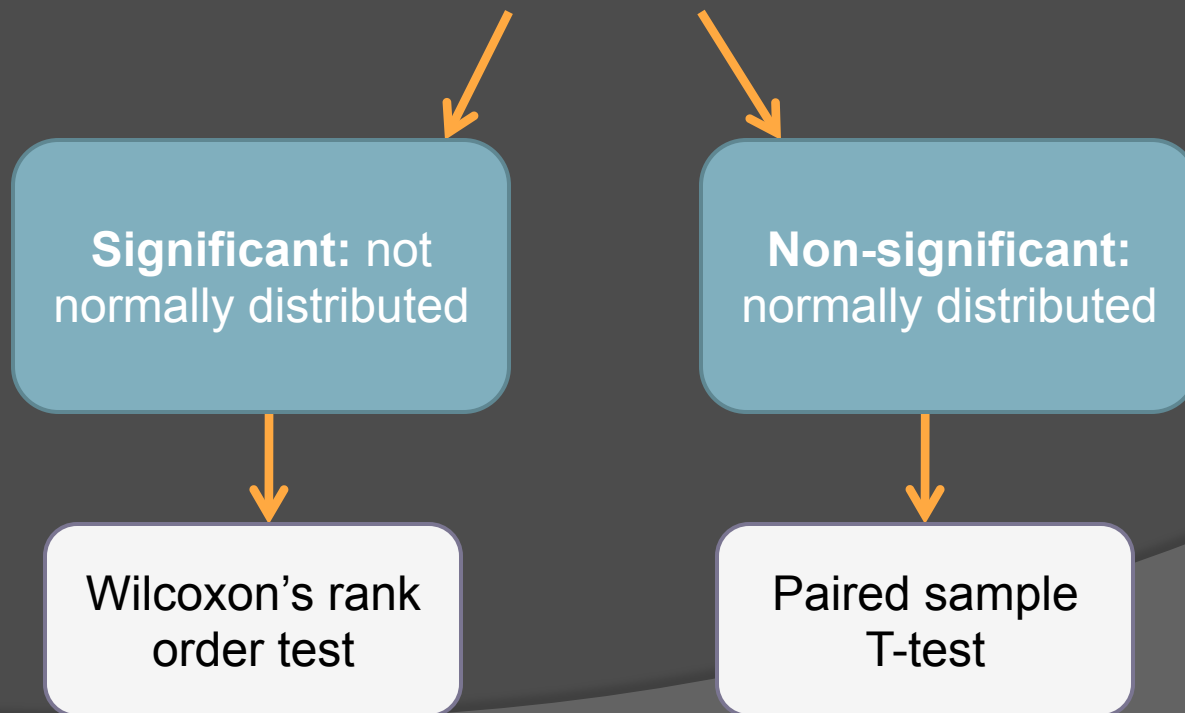 Significant: not
normally distributed
Non-significant:
normally distributed
Wilcoxon’s rank
order test
Paired sample
T-test